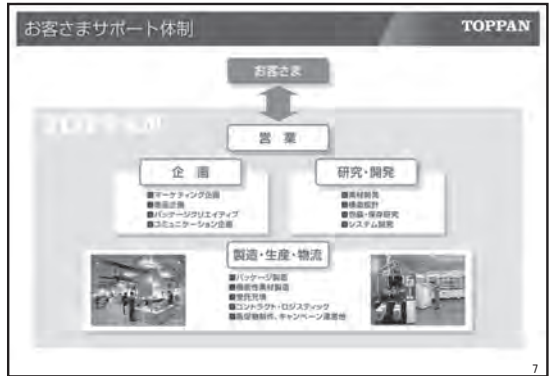 お客さまサポート体制
TOPPAN
お客さま
営業
企画
■マーケティング企画
■商品企画
■パッケージクリエイティブ
■コミュニケーション企画
研究・開発
■素材開発
■構造設計
■包装・保存研究
■システム開発
製造・生産・物流
■パッケージ製造
■機能性素材製造
■受託充填
■コントラクト・ロジスティック
■販促物制作、キャンペーン運営他
7